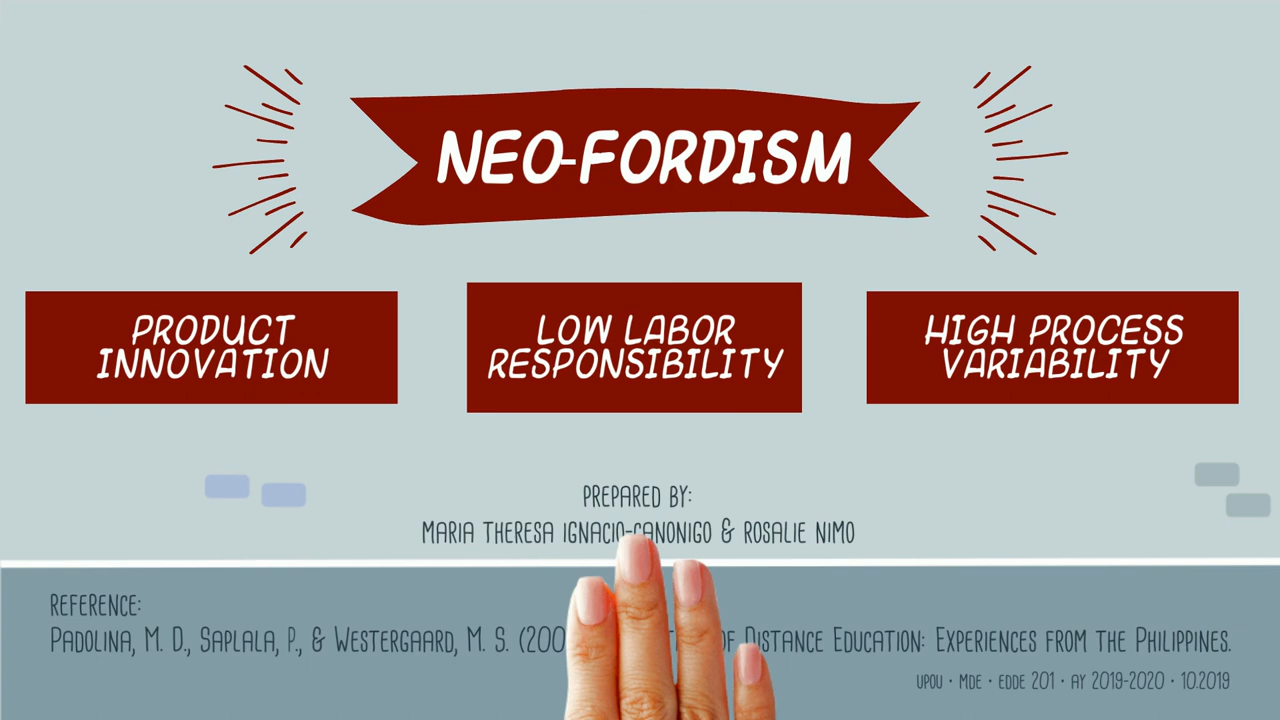 NEO-FORDISM
PRODUCT
INNOVATION
LOW LABOR
RESPONSIBILITY
HIGH PROCESS
VARIABILITY
PREPARED BY:
MARIA THERESA IGNACIO-CANONIGO & ROSALIE NIMO
REFERENCE:
PADOLINA, M. D., SAPLALA, P., & WESTERGAARD, M. S. (200 OF DISTANCE EDUCATION: EXPERIENCES FROM THE PHILIPPINES.
UPOU • MDE • EDDE 201 • AY 2019-2020 • 10.2019